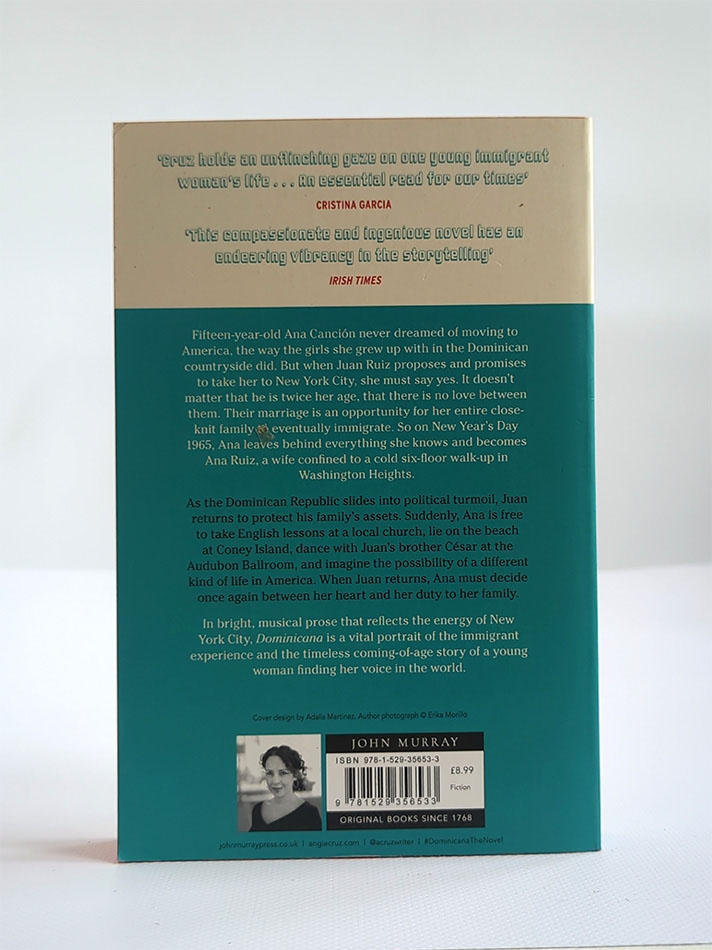 'Cruz holds an unflinching gaze on one young immigrant
woman's life . . . An essential read for our times'
CRISTINA GARCIA
'This compassionate and ingenious novel has an
endearing vibrancy in the storytelling'
IRISH TIMES
Fifteen-year-old Ana Canción never dreamed of moving to
America, the way the girls she grew up with in the Dominican
countryside did. But when Juan Ruiz proposes and promises
to take her to New York City, she must say yes. It doesn't
matter that he is twice her age, that there is no love between
them. Their marriage is an opportunity for her entire close-
knit family eventually immigrate. So on New Year's Day
1965, Ana leaves behind everything she knows and becomes
Ana Ruiz, a wife confined to a cold six-floor walk-up in
Washington Heights.
As the Dominican Republic slides into political turmoil, Juan
returns to protect his family's assets. Suddenly, Ana is free
to take English lessons at a local church, lie on the beach
at Coney Island, dance with Juan's brother César at the
Audubon Ballroom, and imagine the possibility of a different
kind of life in America. When Juan returns, Ana must decide
once again between her heart and her duty to her family.
In bright, musical prose that reflects the energy of New
York City, Dominicana is a vital portrait of the immigrant
experience and the timeless coming-of-age story of a young
woman finding her voice in the world.
Cover design by Adalis Martinez. Author photograph © Erika Morillo
JOHN MURRAY
ISBN 978-1-529-35653-3
£8.99
Fiction
9 781529 356533
ORIGINAL BOOKS SINCE 1768
johnmurraypress.co.uk | angiecruz.com | @acruzwriter | #DominicanaTheNovel